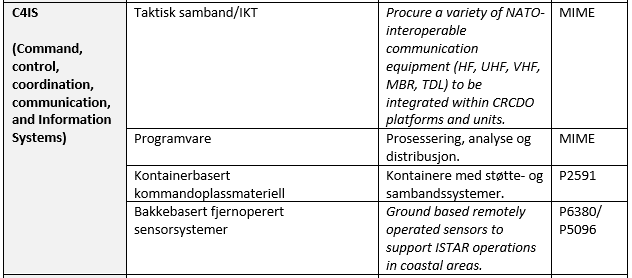 C4IS
(Command,
control,
coordination,
communication,
and Information
Systems)
Taktisk samband/IKT
Procure a variety of NATO-
interoperable
communication
equipment (HF, UHF, VHF,
MBR, TDL) to be
integrated within CRCDO
platforms and units.
MIME
Programvare
Prosessering, analyse og
distribusjon.
MIME
Kontainerbasert
kommandoplassmateriell
Kontainere med støtte- og
sambandssystemer.
P2591
Bakkebasert fjernoperert
sensorsystemer
Ground based remotely
operated sensors to
support ISTAR operations
in coastal areas.
P6380/
P5096